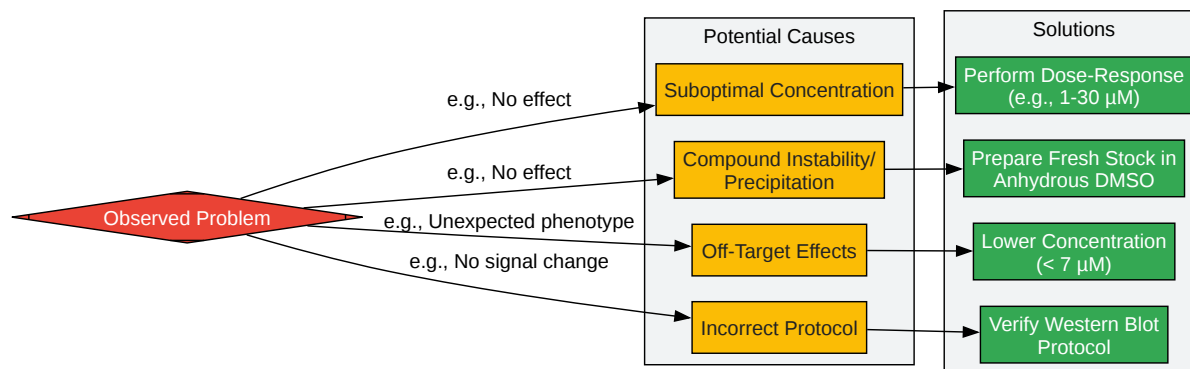 Potential Causes
Solutions
e.g., No effect
Suboptimal Concentration
Perform Dose-Response
(e.g., 1-30 µM)
e.g., No effect
Compound Instability/
Precipitation
Prepare Fresh Stock in
Anhydrous DMSO
Observed Problem
e.g., Unexpected phenotype
Off-Target Effects
Lower Concentration
(< 7 µM)
e.g., No signal change
Incorrect Protocol
Verify Western Blot
Protocol